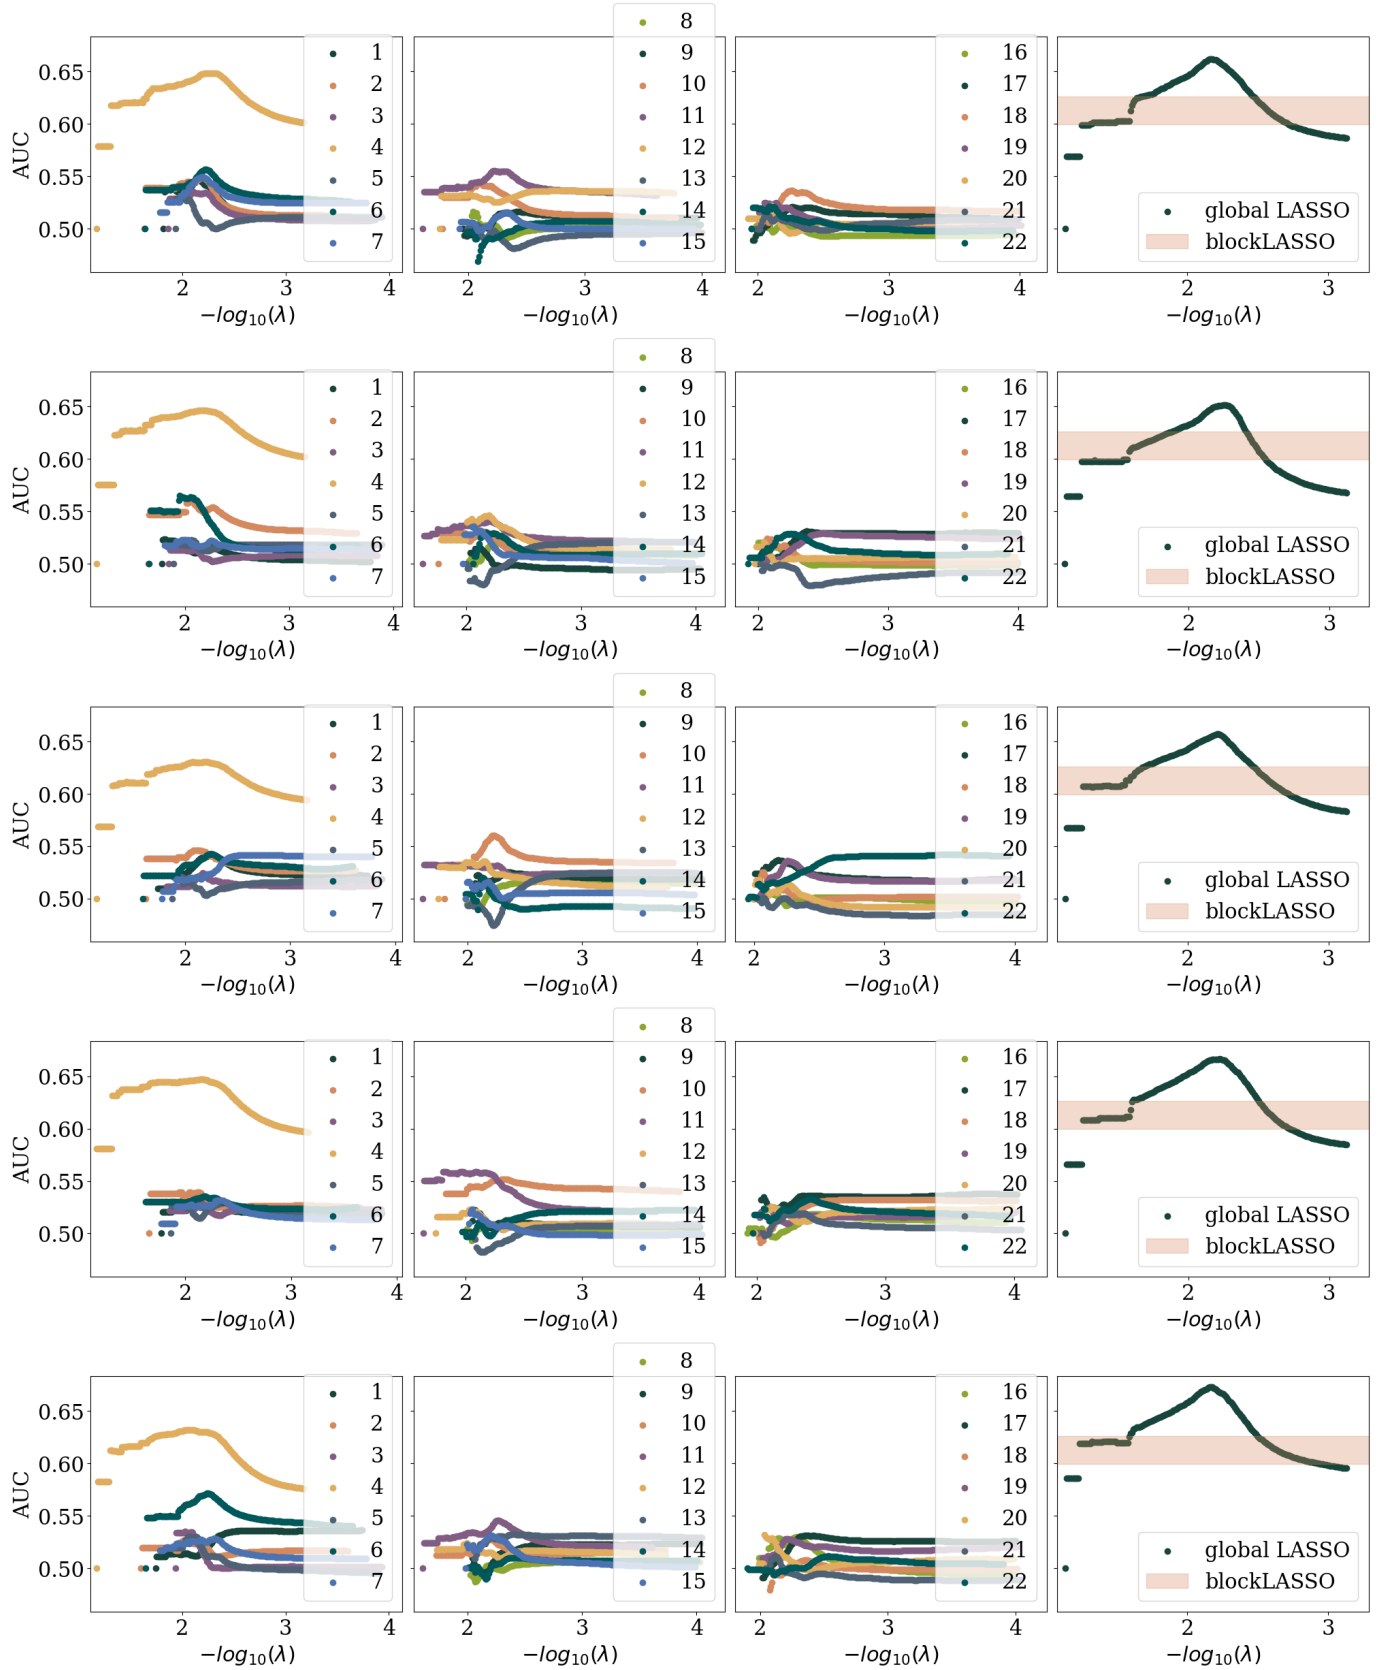 8
0.65
0.60
0.55
0.50
AUC
1
2
3
4
5
6
7
9
10
11
12
13
14
15
16
17
18
19
20
21
22
global LASSO
blockLASSO
2 3 4
2 3 4
2 3 4
2 3
−log₁₀(λ)
−log₁₀(λ)
−log₁₀(λ)
−log₁₀(λ)
8
0.65
0.60
0.55
0.50
AUC
1
2
3
4
5
6
7
9
10
11
12
13
14
15
16
17
18
19
20
21
22
global LASSO
blockLASSO
2 3 4
2 3 4
2 3 4
2 3
−log₁₀(λ)
−log₁₀(λ)
−log₁₀(λ)
−log₁₀(λ)
8
0.65
0.60
0.55
0.50
AUC
1
2
3
4
5
6
7
9
10
11
12
13
14
15
16
17
18
19
20
21
22
global LASSO
blockLASSO
2 3 4
2 3 4
2 3 4
2 3
−log₁₀(λ)
−log₁₀(λ)
−log₁₀(λ)
−log₁₀(λ)
8
0.65
0.60
0.55
0.50
AUC
1
2
3
4
5
6
7
9
10
11
12
13
14
15
16
17
18
19
20
21
22
global LASSO
blockLASSO
2 3 4
2 3 4
2 3 4
2 3
−log₁₀(λ)
−log₁₀(λ)
−log₁₀(λ)
−log₁₀(λ)
8
0.65
0.60
0.55
0.50
AUC
1
2
3
4
5
6
7
9
10
11
12
13
14
15
16
17
18
19
20
21
22
global LASSO
blockLASSO
2 3 4
2 3 4
2 3 4
2 3
−log₁₀(λ)
−log₁₀(λ)
−log₁₀(λ)
−log₁₀(λ)